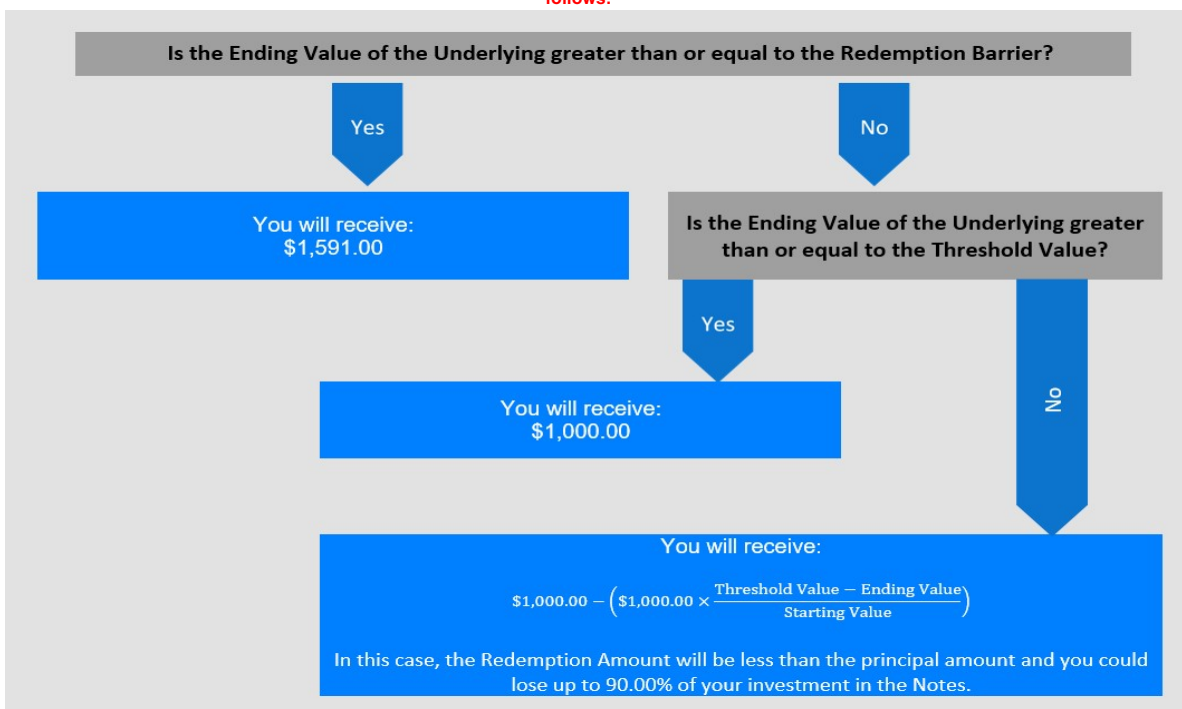 follows:
Is the Ending Value of the Underlying greater than or equal to the Redemption Barrier?
Yes
No
You will receive:
$1,591.00
Is the Ending Value of the Underlying greater
than or equal to the Threshold Value?
Yes
No
You will receive:
$1,000.00
You will receive:
$1,000.00 − ($1,000.00 × (Threshold Value − Ending Value) / Starting Value)
In this case, the Redemption Amount will be less than the principal amount and you could
lose up to 90.00% of your investment in the Notes.